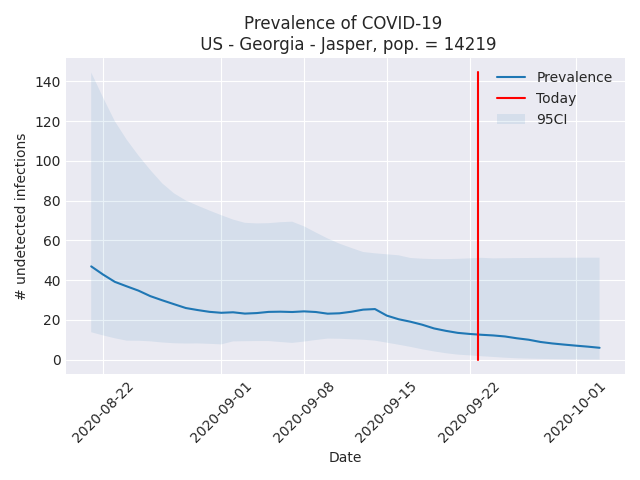 Prevalence of COVID-19
US - Georgia - Jasper, pop. = 14219
140
120
100
80
60
40
20
0
# undetected infections
Prevalence
Today
95CI
2020-08-22
2020-09-01
2020-09-08
2020-09-15
2020-09-22
2020-10-01
Date